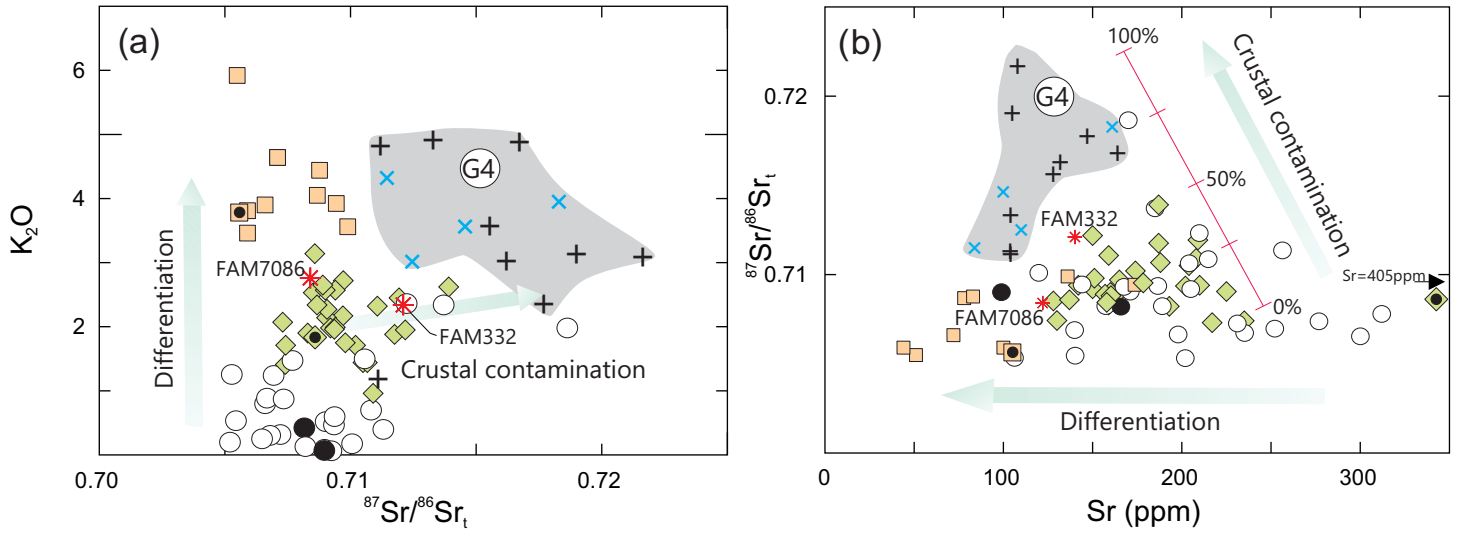 (a)
K₂O
6
4
2
0.70
0.71
0.72
⁸⁷Sr/⁸⁶Srₜ
Differentiation
Crustal contamination
G4
FAM7086
FAM332
(b)
⁸⁷Sr/⁸⁶Srₜ
0.72
0.71
0
100
200
300
Sr (ppm)
G4
100%
50%
0%
Crustal contamination
FAM332
FAM7086
Sr=405ppm
Differentiation